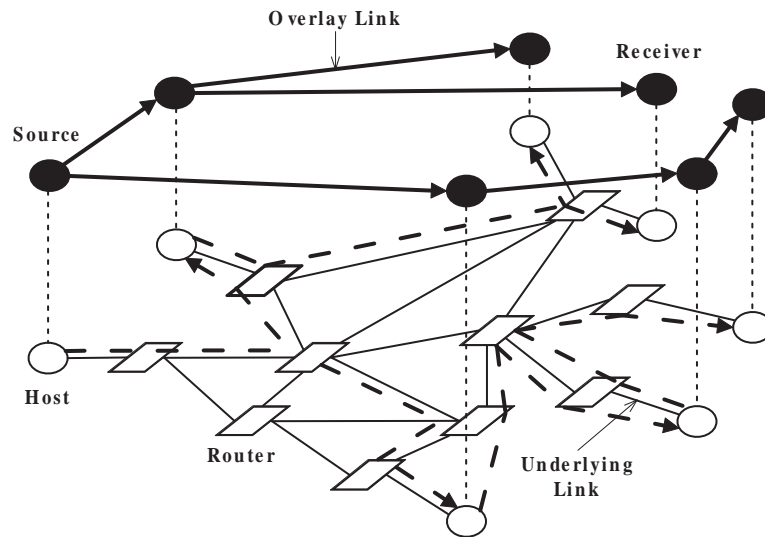 Overlay Link
Receiver
Source
Host
Router
Underlying
Link